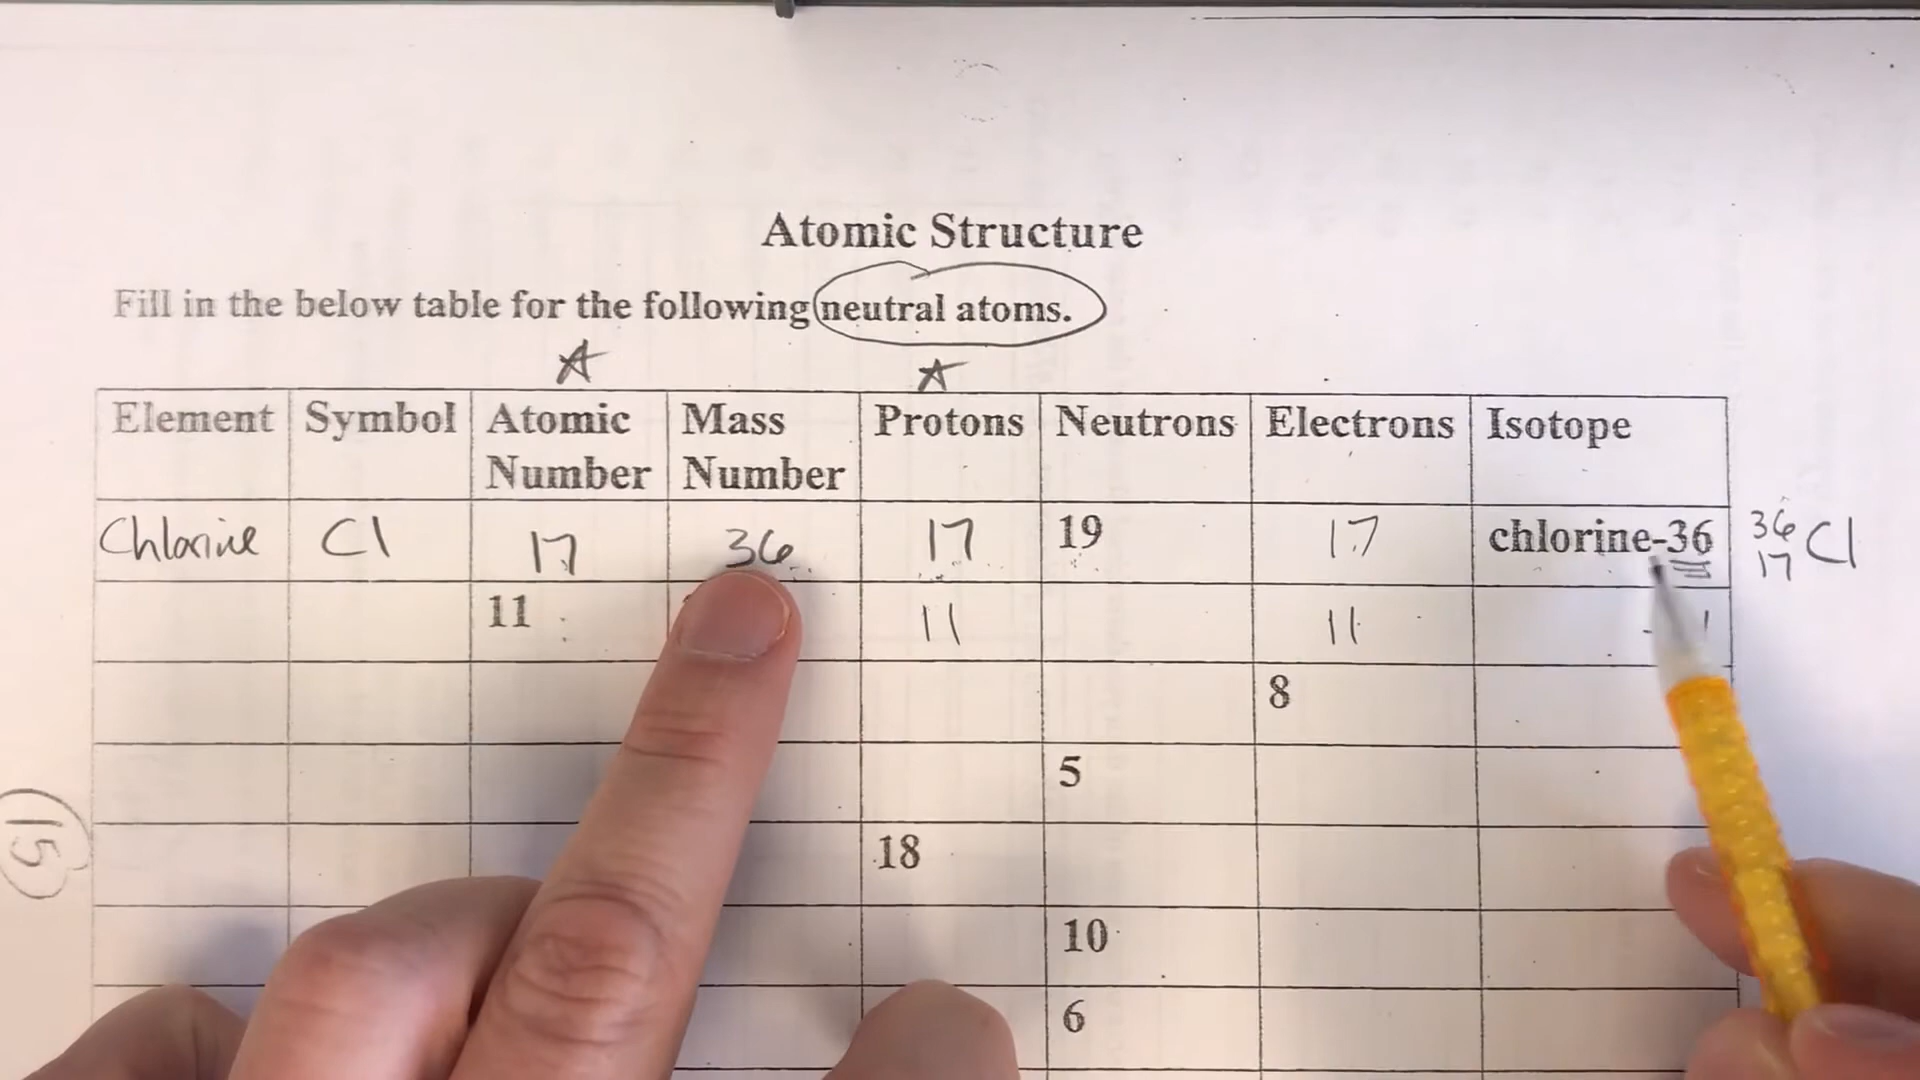 Atomic Structure
Fill in the below table for the following neutral atoms.
Element Symbol Atomic Number Mass Number Protons Neutrons Electrons Isotope
Chlorine Cl 17 36 17 19 17 chlorine-36 36 17 Cl
11 11 11
8
5
18
10
6
15